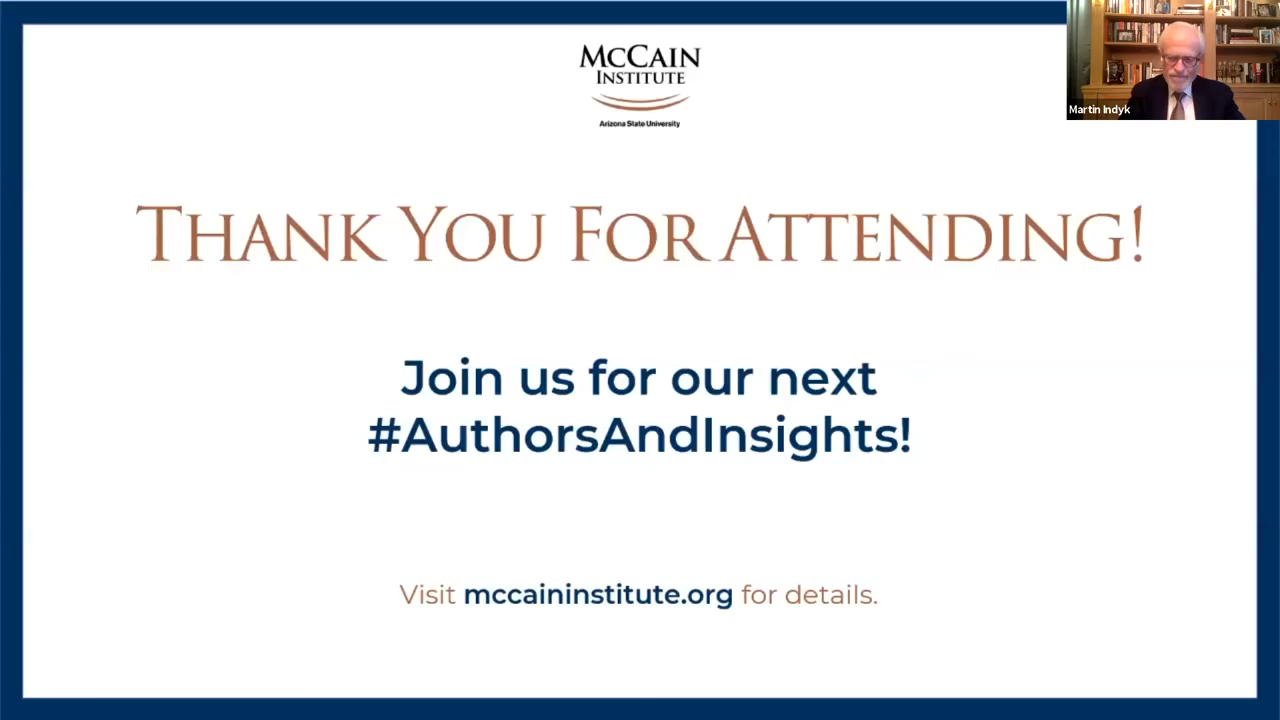 McCain
Institute
Arizona State University
Martin Indyk
Thank You For Attending!
Join us for our next
#AuthorsAndInsights!
Visit mccaininstitute.org for details.